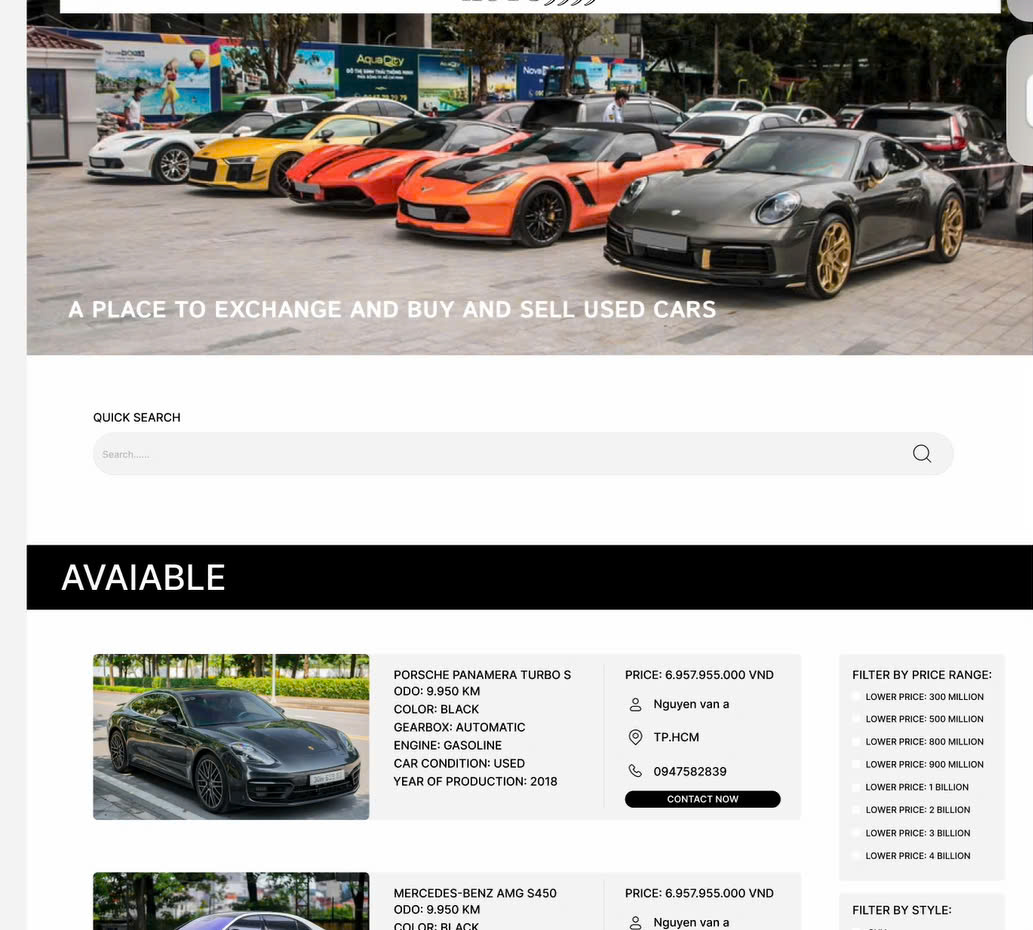 AquaCity
Nova
A PLACE TO EXCHANGE AND BUY AND SELL USED CARS
QUICK SEARCH
Search......
AVAIABLE
PORSCHE PANAMERA TURBO S
ODO: 9.950 KM
COLOR: BLACK
GEARBOX: AUTOMATIC
ENGINE: GASOLINE
CAR CONDITION: USED
YEAR OF PRODUCTION: 2018
PRICE: 6.957.955.000 VND
Nguyen van a
TP.HCM
0947582839
CONTACT NOW
FILTER BY PRICE RANGE:
LOWER PRICE: 300 MILLION
LOWER PRICE: 500 MILLION
LOWER PRICE: 800 MILLION
LOWER PRICE: 900 MILLION
LOWER PRICE: 1 BILLION
LOWER PRICE: 2 BILLION
LOWER PRICE: 3 BILLION
LOWER PRICE: 4 BILLION
MERCEDES-BENZ AMG S450
ODO: 9.950 KM
COLOR: BLACK
PRICE: 6.957.955.000 VND
Nguyen van a
FILTER BY STYLE: